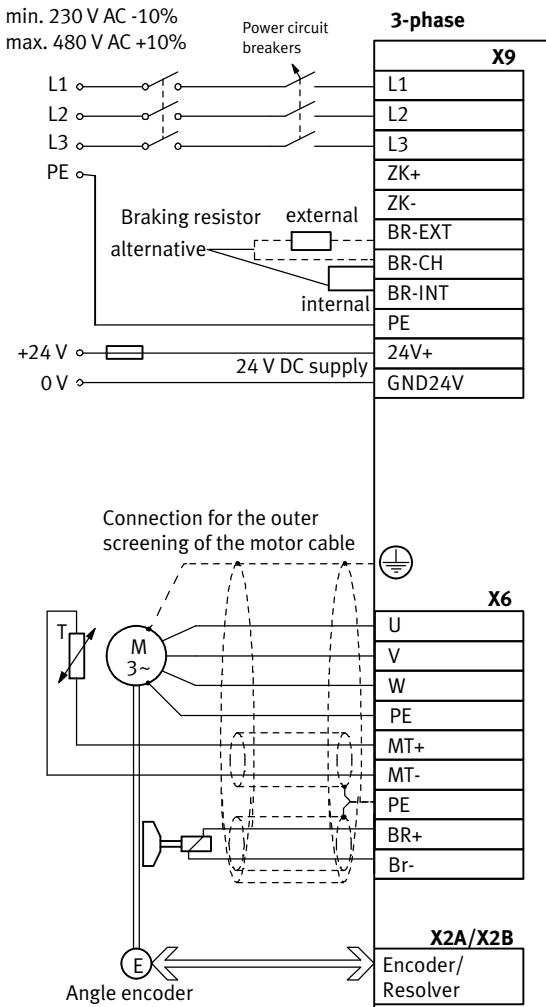 min. 230 V AC -10%
max. 480 V AC +10%
Power circuit
breakers
3-phase
X9
L1
L1
L2
L2
L3
L3
PE
ZK+
ZK-
Braking resistor
external
BR-EXT
alternative
BR-CH
internal
BR-INT
PE
+24 V
24 V DC supply
24V+
0 V
GND24V
Connection for the outer
screening of the motor cable
X6
T
M
3~
U
V
W
PE
MT+
MT-
PE
BR+
Br-
X2A/X2B
E
Encoder/
Resolver
Angle encoder